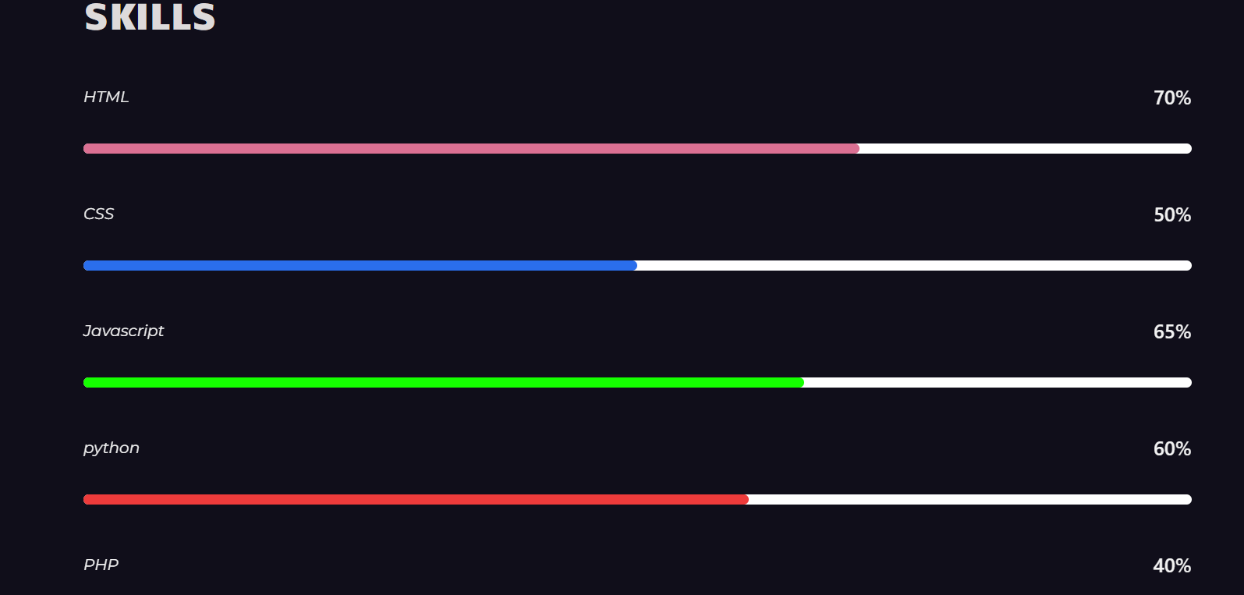 SKILLS
HTML 70%
CSS 50%
Javascript 65%
python 60%
PHP 40%